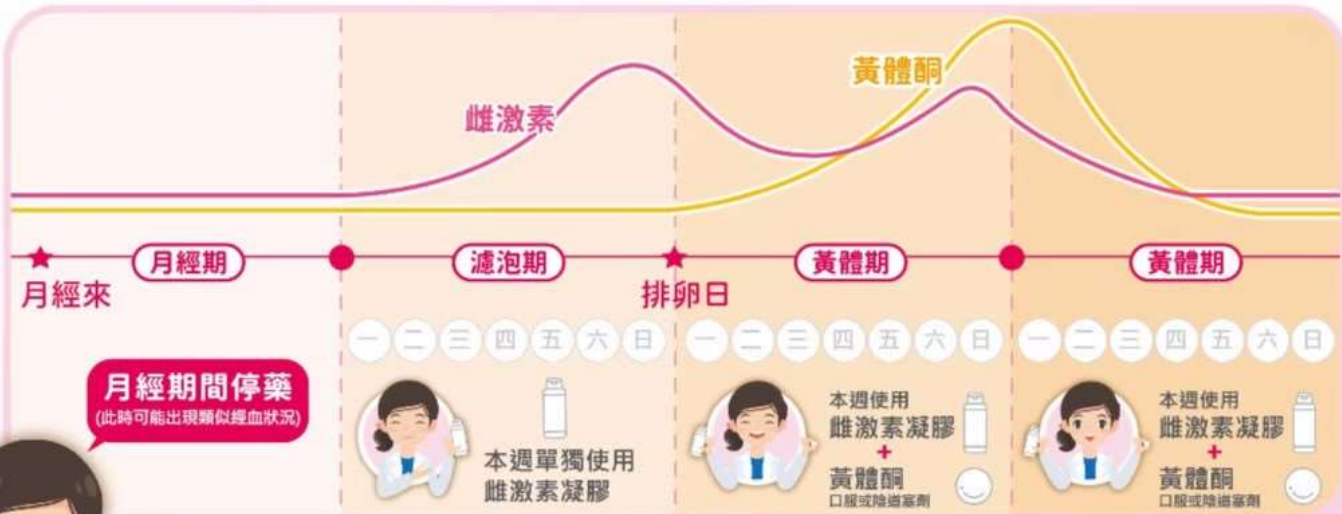 雌激素
黃體酮
月經期
濾泡期
黃體期
黃體期
月經來
排卵日
一 二 三 四 五 六 日
一 二 三 四 五 六 日
一 二 三 四 五 六 日
月經期間停藥
(此時可能出現類似經血狀況)
本週單獨使用
雌激素凝膠
本週使用
雌激素凝膠
+
黃體酮
口服或陰道塞劑
本週使用
雌激素凝膠
+
黃體酮
口服或陰道塞劑